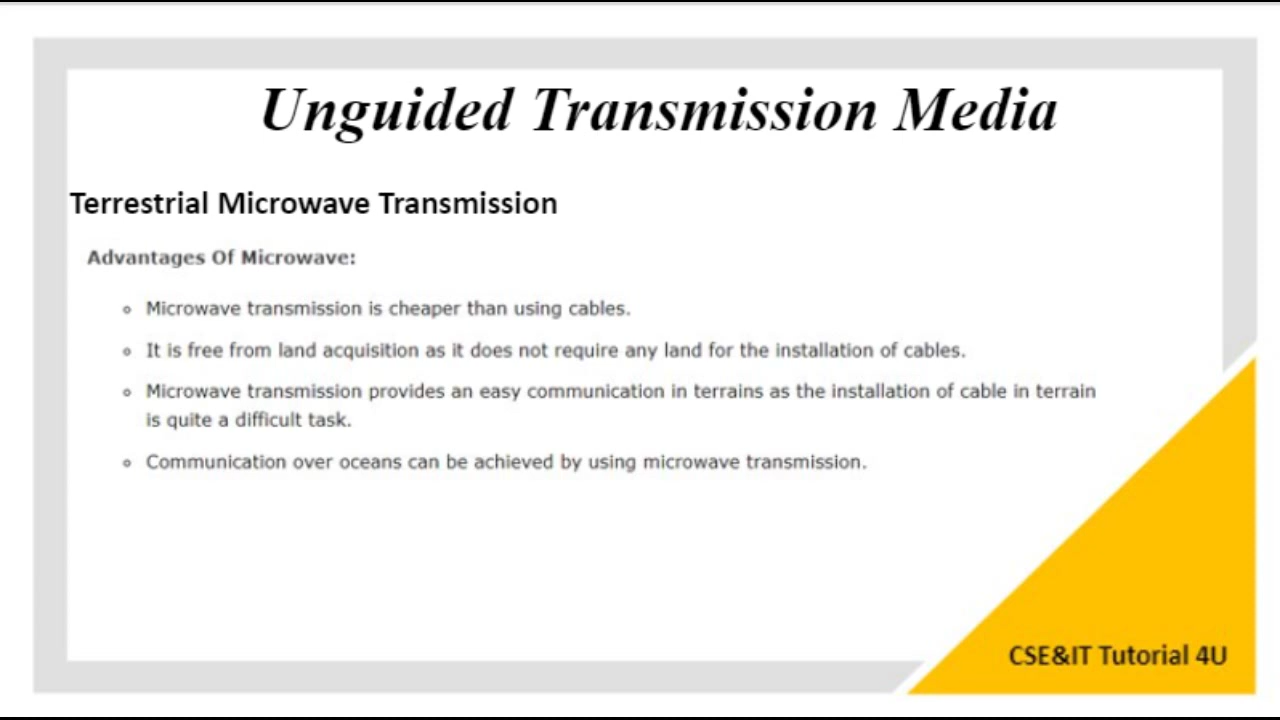 Unguided Transmission Media
Terrestrial Microwave Transmission
Advantages Of Microwave:
Microwave transmission is cheaper than using cables.
It is free from land acquisition as it does not require any land for the installation of cables.
Microwave transmission provides an easy communication in terrains as the installation of cable in terrain
is quite a difficult task.
Communication over oceans can be achieved by using microwave transmission.
CSE&IT Tutorial 4U